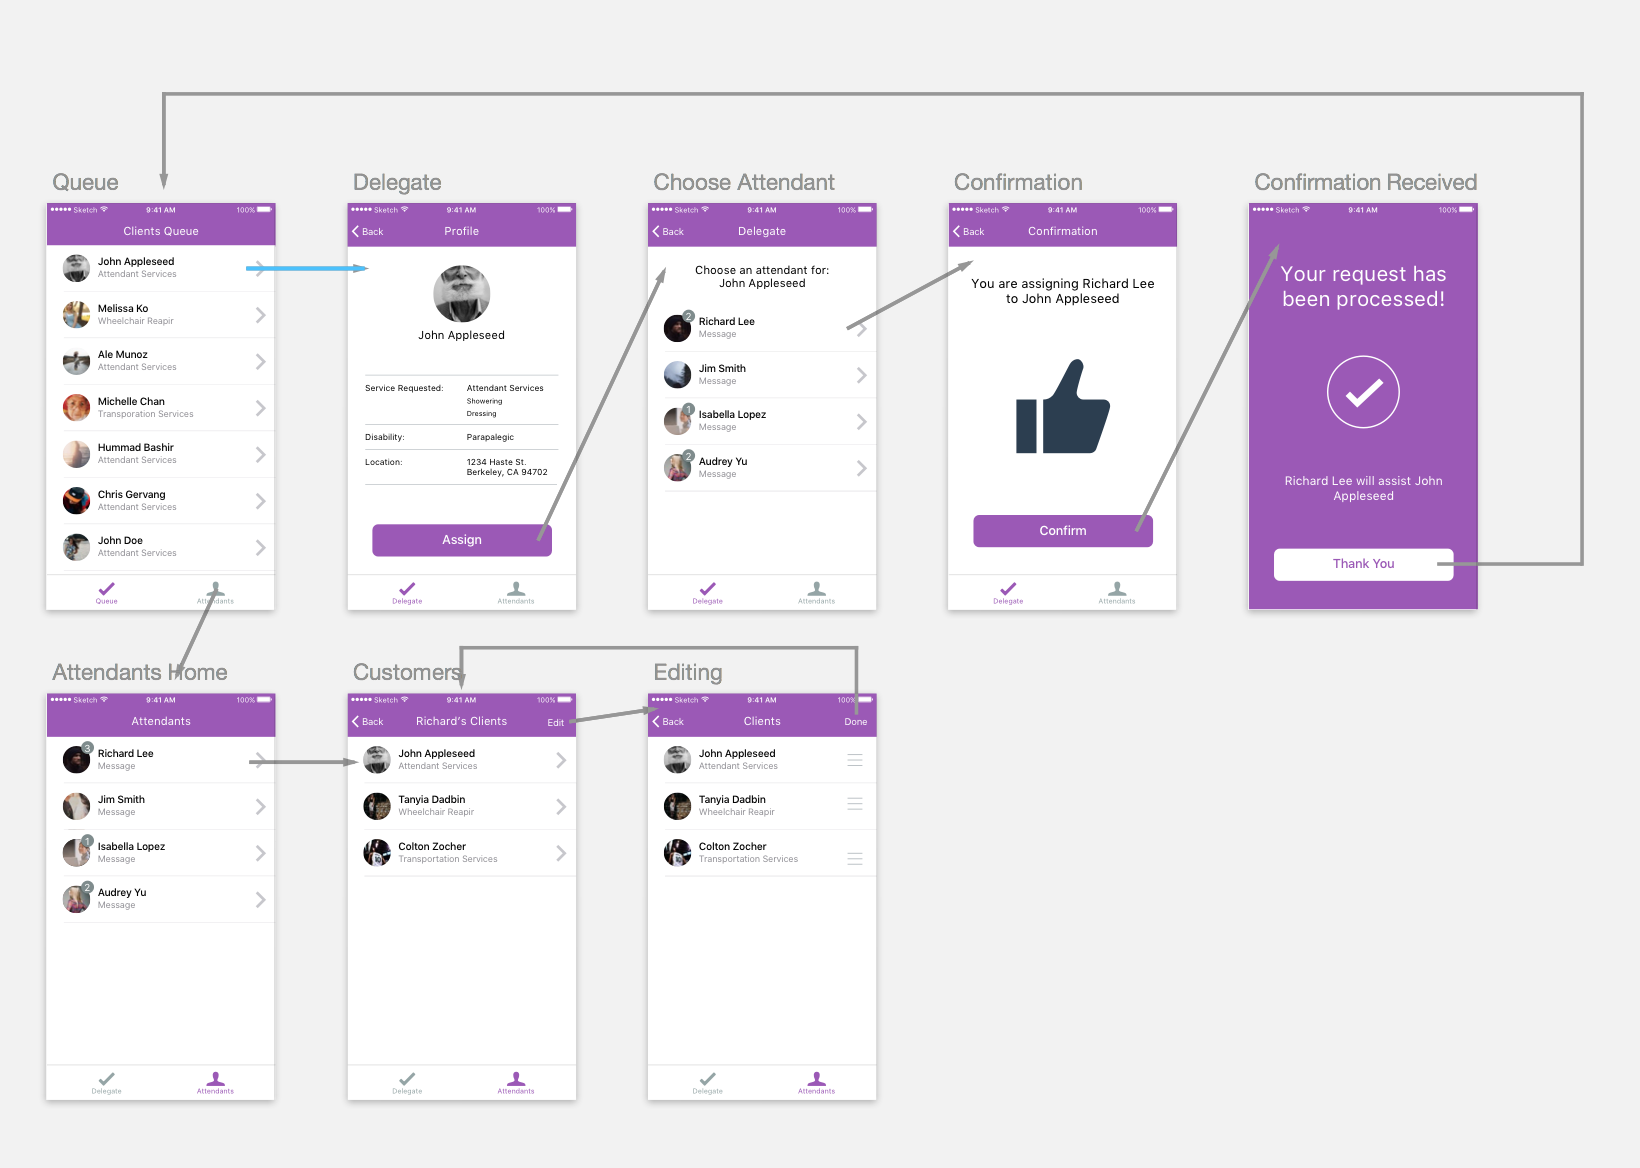 Queue
Sketch 9:41 AM 100%
Clients Queue
John Appleseed
Attendant Services
Melissa Ko
Wheelchair Reapir
Ale Munoz
Attendant Services
Michelle Chan
Transporation Services
Hummad Bashir
Attendant Services
Chris Gervang
Attendant Services
John Doe
Attendant Services
Queue Attendants
Delegate
Sketch 9:41 AM 100%
Back Profile
John Appleseed
Service Requested: Attendant Services
Showering
Dressing
Disability: Parapalegic
Location: 1234 Haste St.
Berkeley, CA 94702
Assign
Delegate Attendants
Choose Attendant
Sketch 9:41 AM 100%
Back Delegate
Choose an attendant for:
John Appleseed
2
Richard Lee
Message
Jim Smith
Message
1
Isabella Lopez
Message
2
Audrey Yu
Message
Delegate Attendants
Confirmation
Sketch 9:41 AM 100%
Back Confirmation
You are assigning Richard Lee
to John Appleseed
Confirm
Delegate Attendants
Confirmation Received
Sketch 9:41 AM 100%
Your request has
been processed!
Richard Lee will assist John
Appleseed
Thank You
Attendants Home
Sketch 9:41 AM 100%
Attendants
3
Richard Lee
Message
Jim Smith
Message
1
Isabella Lopez
Message
2
Audrey Yu
Message
Delegate Attendants
Customers
Sketch 9:41 AM 100%
Back Richard's Clients Edit
John Appleseed
Attendant Services
Tanyia Dadbin
Wheelchair Reapir
Colton Zocher
Transportation Services
Delegate Attendants
Editing
Sketch 9:41 AM 100%
Back Clients Done
John Appleseed
Attendant Services
Tanyia Dadbin
Wheelchair Reapir
Colton Zocher
Transportation Services
Delegate Attendants